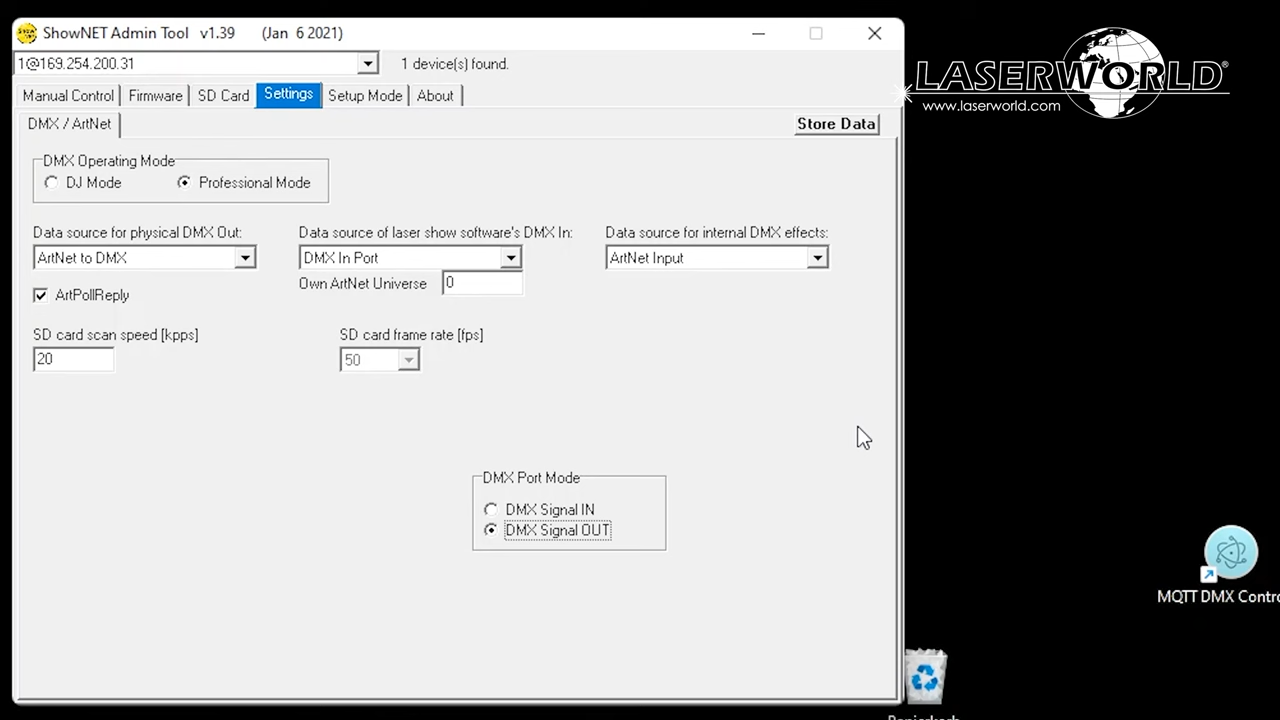 ShowNET Admin Tool v1.39 (Jan 6 2021)
1@169.254.200.31 1 device(s) found.
Manual Control Firmware SD Card Settings Setup Mode About
DMX / ArtNet Store Data
DMX Operating Mode
DJ Mode Professional Mode
Data source for physical DMX Out: Data source of laser show software's DMX In: Data source for internal DMX effects:
ArtNet to DMX DMX In Port ArtNet Input
Own ArtNet Universe 0
ArtPollReply
SD card scan speed [kpps] SD card frame rate [fps]
20 50
DMX Port Mode
DMX Signal IN
DMX Signal OUT
LASERWORLD®
www.laserworld.com
MQTT DMX Contro